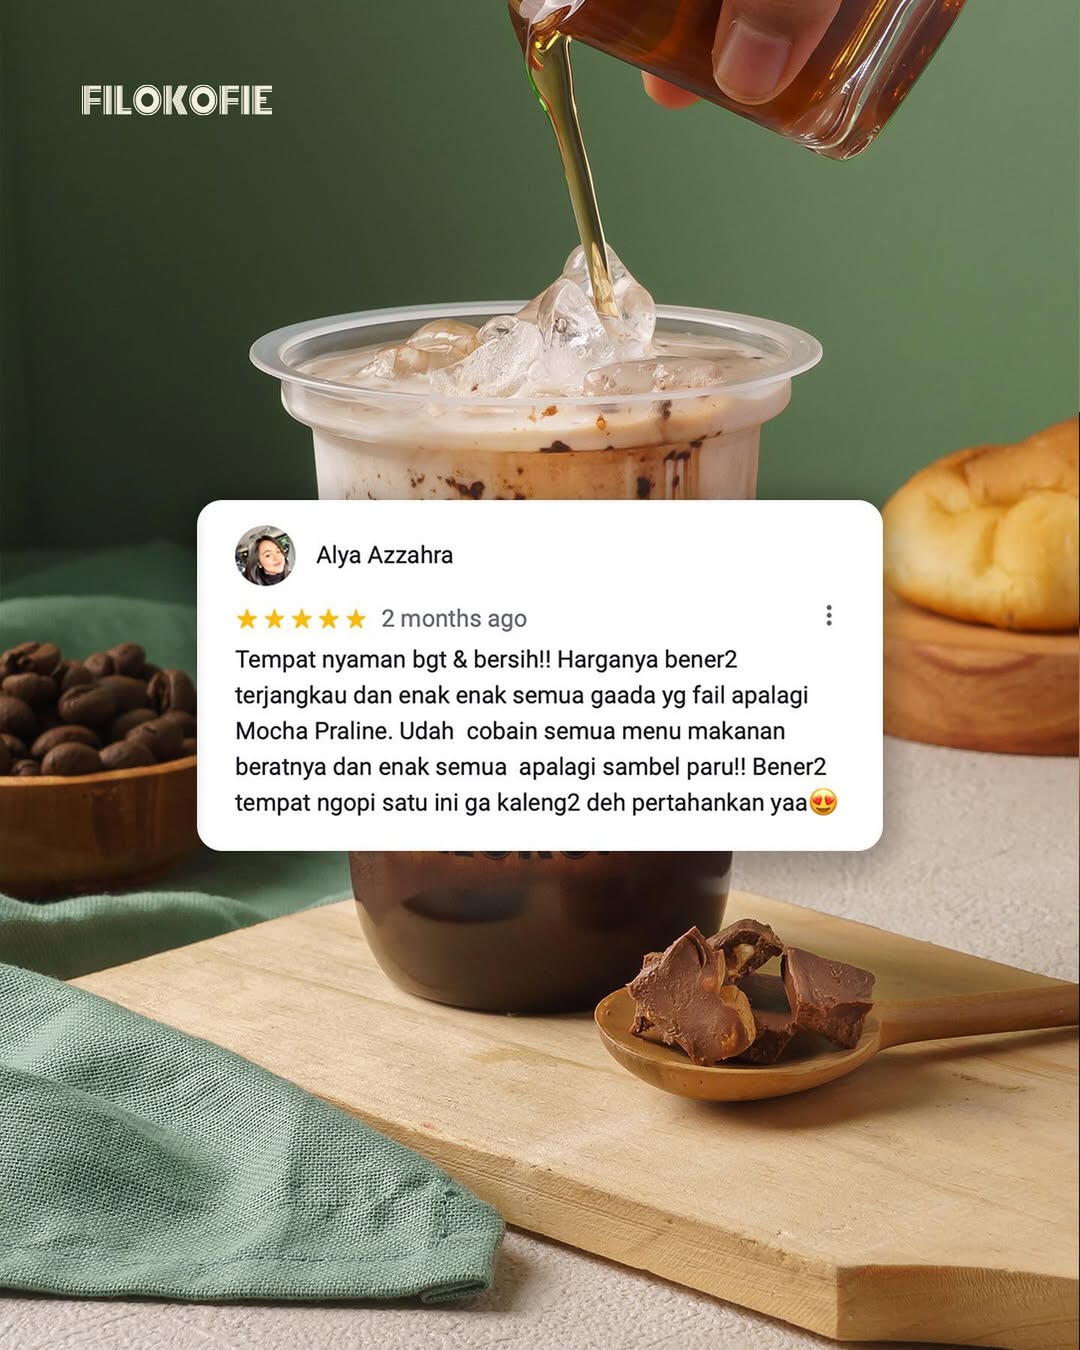 FILOKOFIE
Alya Azzahra
2 months ago
Tempat nyaman bgt & bersih!! Harganya bener2
terjangkau dan enak enak semua gaada yg fail apalagi
Mocha Praline. Udah  cobain semua menu makanan
beratnya dan enak semua  apalagi sambel paru!! Bener2
tempat ngopi satu ini ga kaleng2 deh pertahankan yaa😍